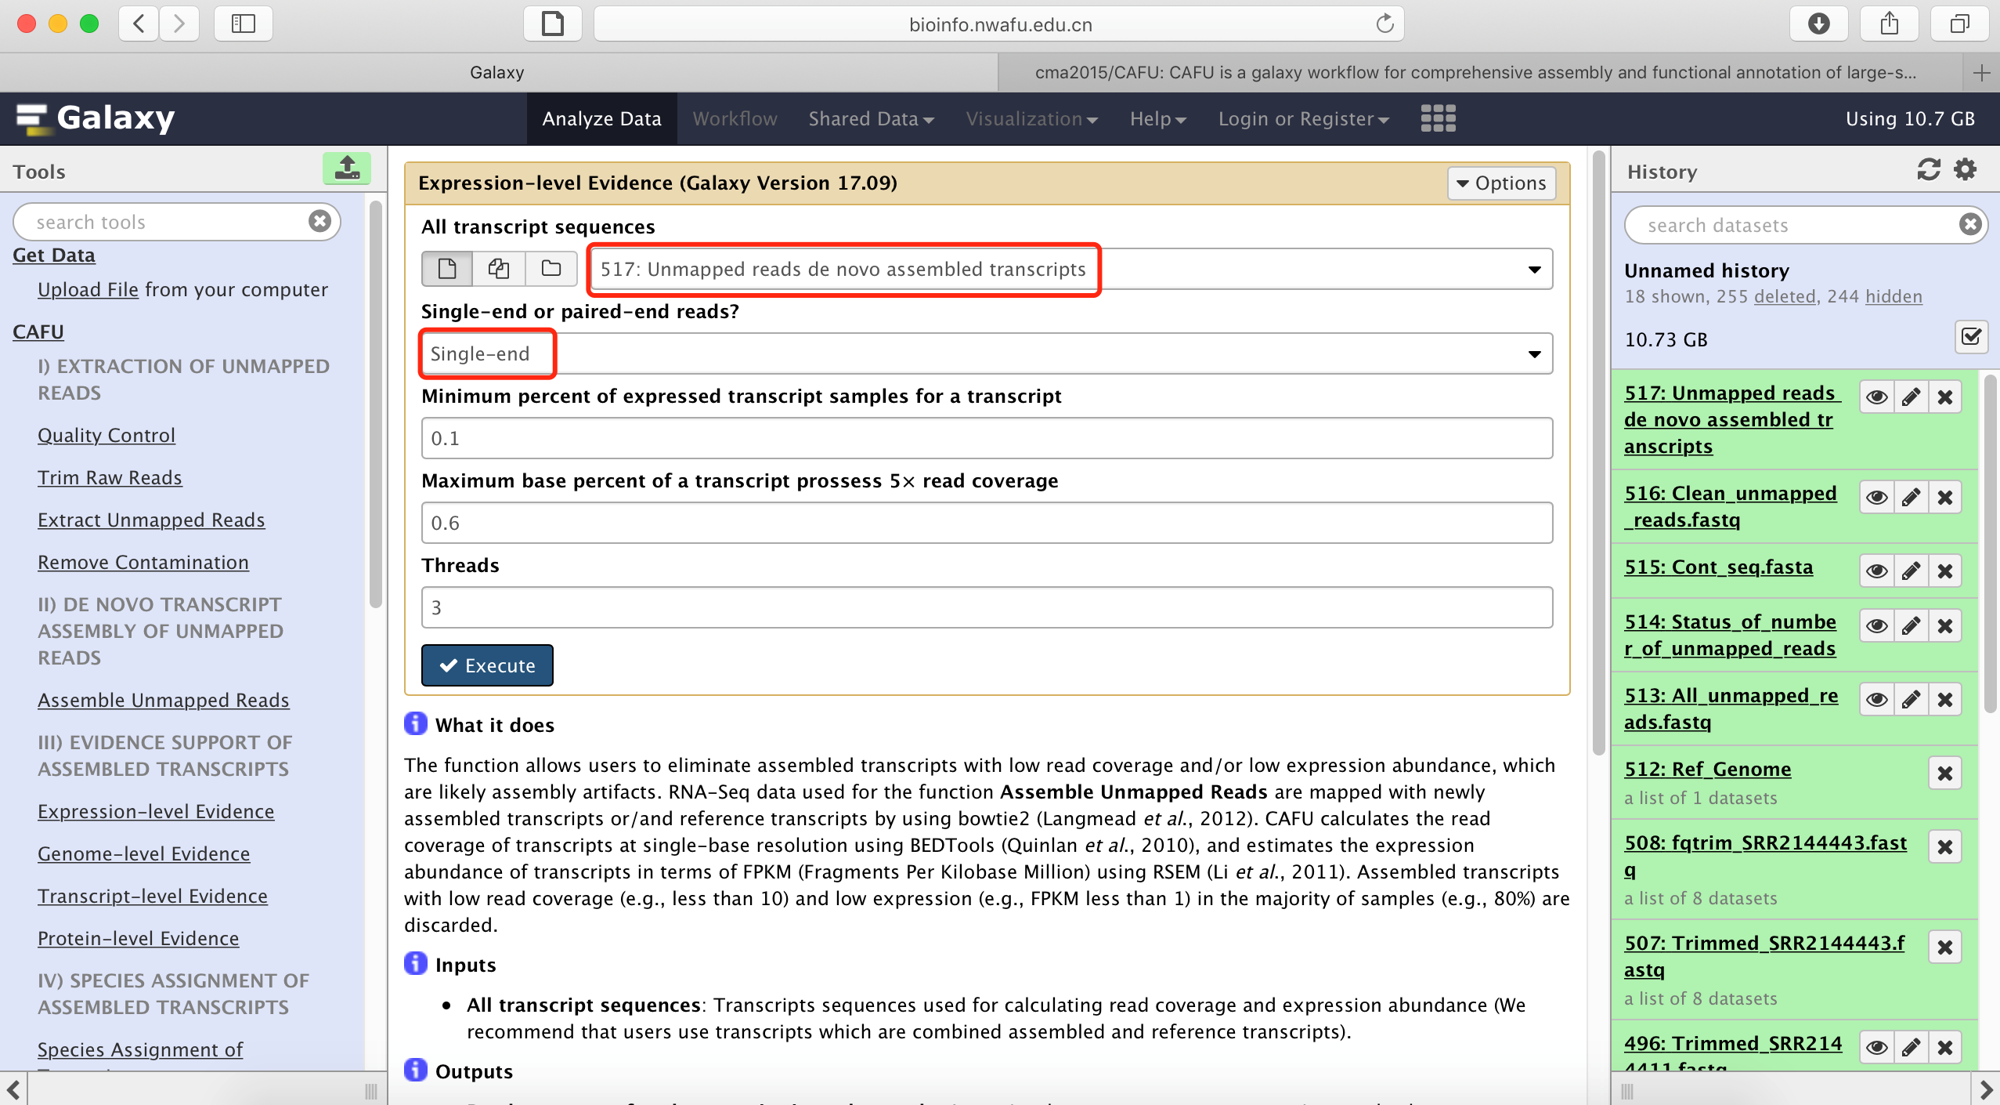 bioinfo.nwafu.edu.cn
Galaxy
cma2015/CAFU: CAFU is a galaxy workflow for comprehensive assembly and functional annotation of large-s...
Galaxy
Analyze Data
Workflow
Shared Data
Visualization
Help
Login or Register
Using 10.7 GB
Tools
search tools
Get Data
Upload File from your computer
CAFU
I) EXTRACTION OF UNMAPPED
READS
Quality Control
Trim Raw Reads
Extract Unmapped Reads
Remove Contamination
II) DE NOVO TRANSCRIPT
ASSEMBLY OF UNMAPPED
READS
Assemble Unmapped Reads
III) EVIDENCE SUPPORT OF
ASSEMBLED TRANSCRIPTS
Expression-level Evidence
Genome-level Evidence
Transcript-level Evidence
Protein-level Evidence
IV) SPECIES ASSIGNMENT OF
ASSEMBLED TRANSCRIPTS
Species Assignment of
Expression-level Evidence (Galaxy Version 17.09)
Options
All transcript sequences
517: Unmapped reads de novo assembled transcripts
Single-end or paired-end reads?
Single-end
Minimum percent of expressed transcript samples for a transcript
0.1
Maximum base percent of a transcript prossess 5× read coverage
0.6
Threads
3
Execute
What it does
The function allows users to eliminate assembled transcripts with low read coverage and/or low expression abundance, which
are likely assembly artifacts. RNA-Seq data used for the function Assemble Unmapped Reads are mapped with newly
assembled transcripts or/and reference transcripts by using bowtie2 (Langmead et al., 2012). CAFU calculates the read
coverage of transcripts at single-base resolution using BEDTools (Quinlan et al., 2010), and estimates the expression
abundance of transcripts in terms of FPKM (Fragments Per Kilobase Million) using RSEM (Li et al., 2011). Assembled transcripts
with low read coverage (e.g., less than 10) and low expression (e.g., FPKM less than 1) in the majority of samples (e.g., 80%) are
discarded.
Inputs
All transcript sequences: Transcripts sequences used for calculating read coverage and expression abundance (We
recommend that users use transcripts which are combined assembled and reference transcripts).
Outputs
History
search datasets
Unnamed history
18 shown, 255 deleted, 244 hidden
10.73 GB
517: Unmapped reads
de novo assembled tr
anscripts
516: Clean_unmapped
_reads.fastq
515: Cont_seq.fasta
514: Status_of_numbe
r_of_unmapped_reads
513: All_unmapped_re
ads.fastq
512: Ref_Genome
a list of 1 datasets
508: fqtrim_SRR2144443.fast
q
a list of 8 datasets
507: Trimmed_SRR2144443.f
astq
a list of 8 datasets
496: Trimmed_SRR214
4411.fastq